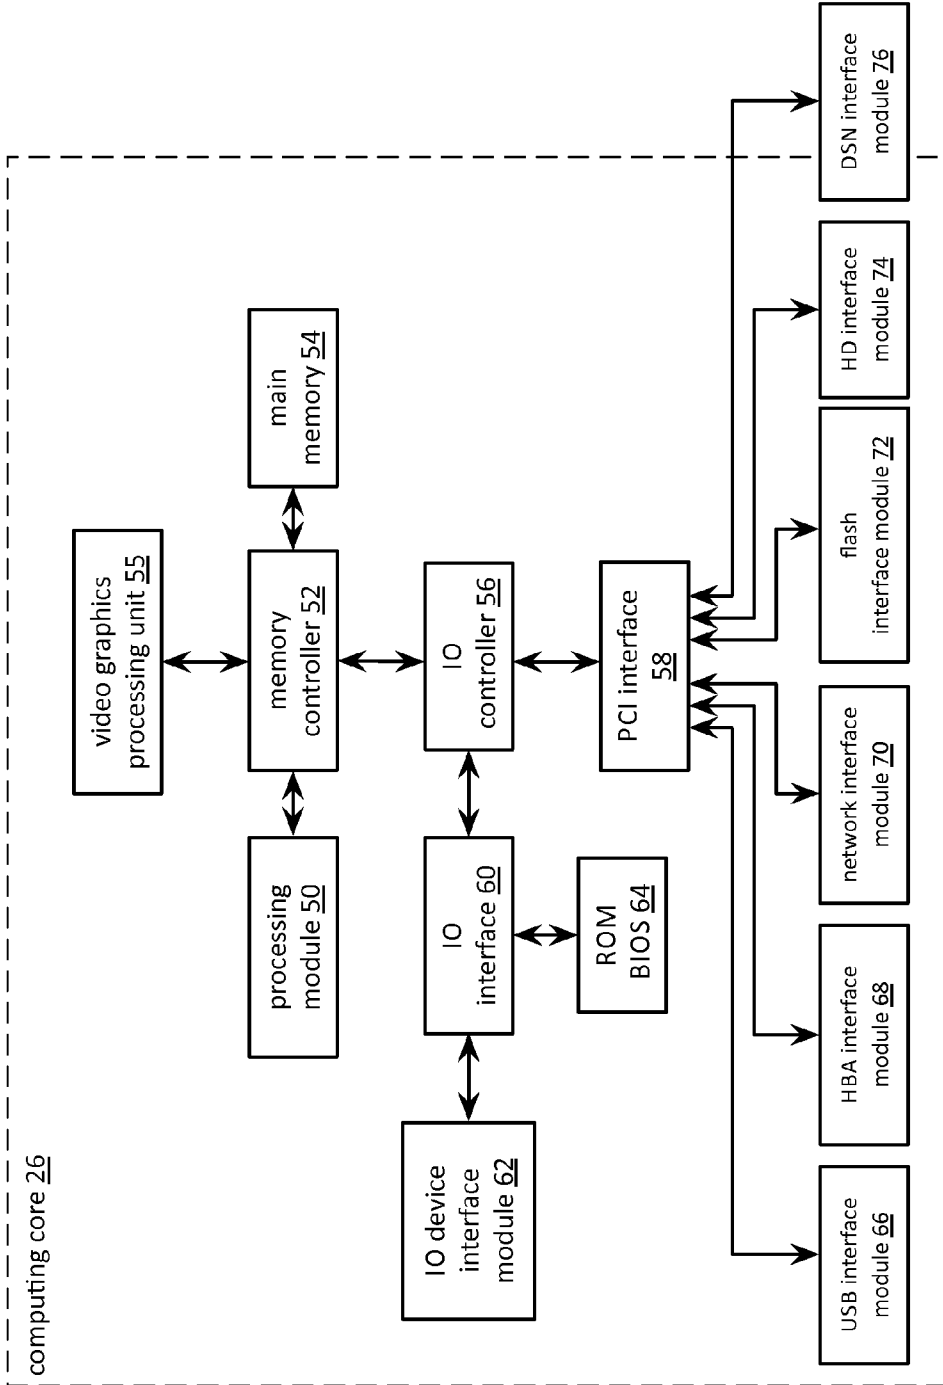 computing core 26
video graphics
processing unit 55
processing
module 50
memory
controller 52
main
memory 54
IO device
interface
module 62
IO
interface 60
IO
controller 56
ROM
BIOS 64
PCI interface
58
USB interface
module 66
HBA interface
module 68
network interface
module 70
flash
interface module 72
HD interface
module 74
DSN interface
module 76